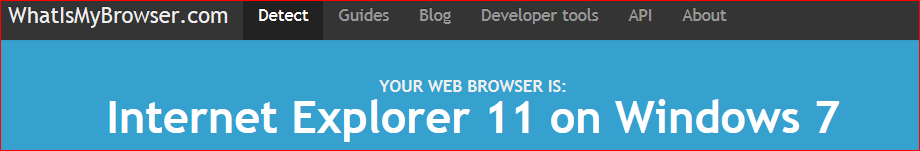 WhatIsMyBrowser.com Detect Guides Blog Developer tools API About
YOUR WEB BROWSER IS:
Internet Explorer 11 on Windows 7